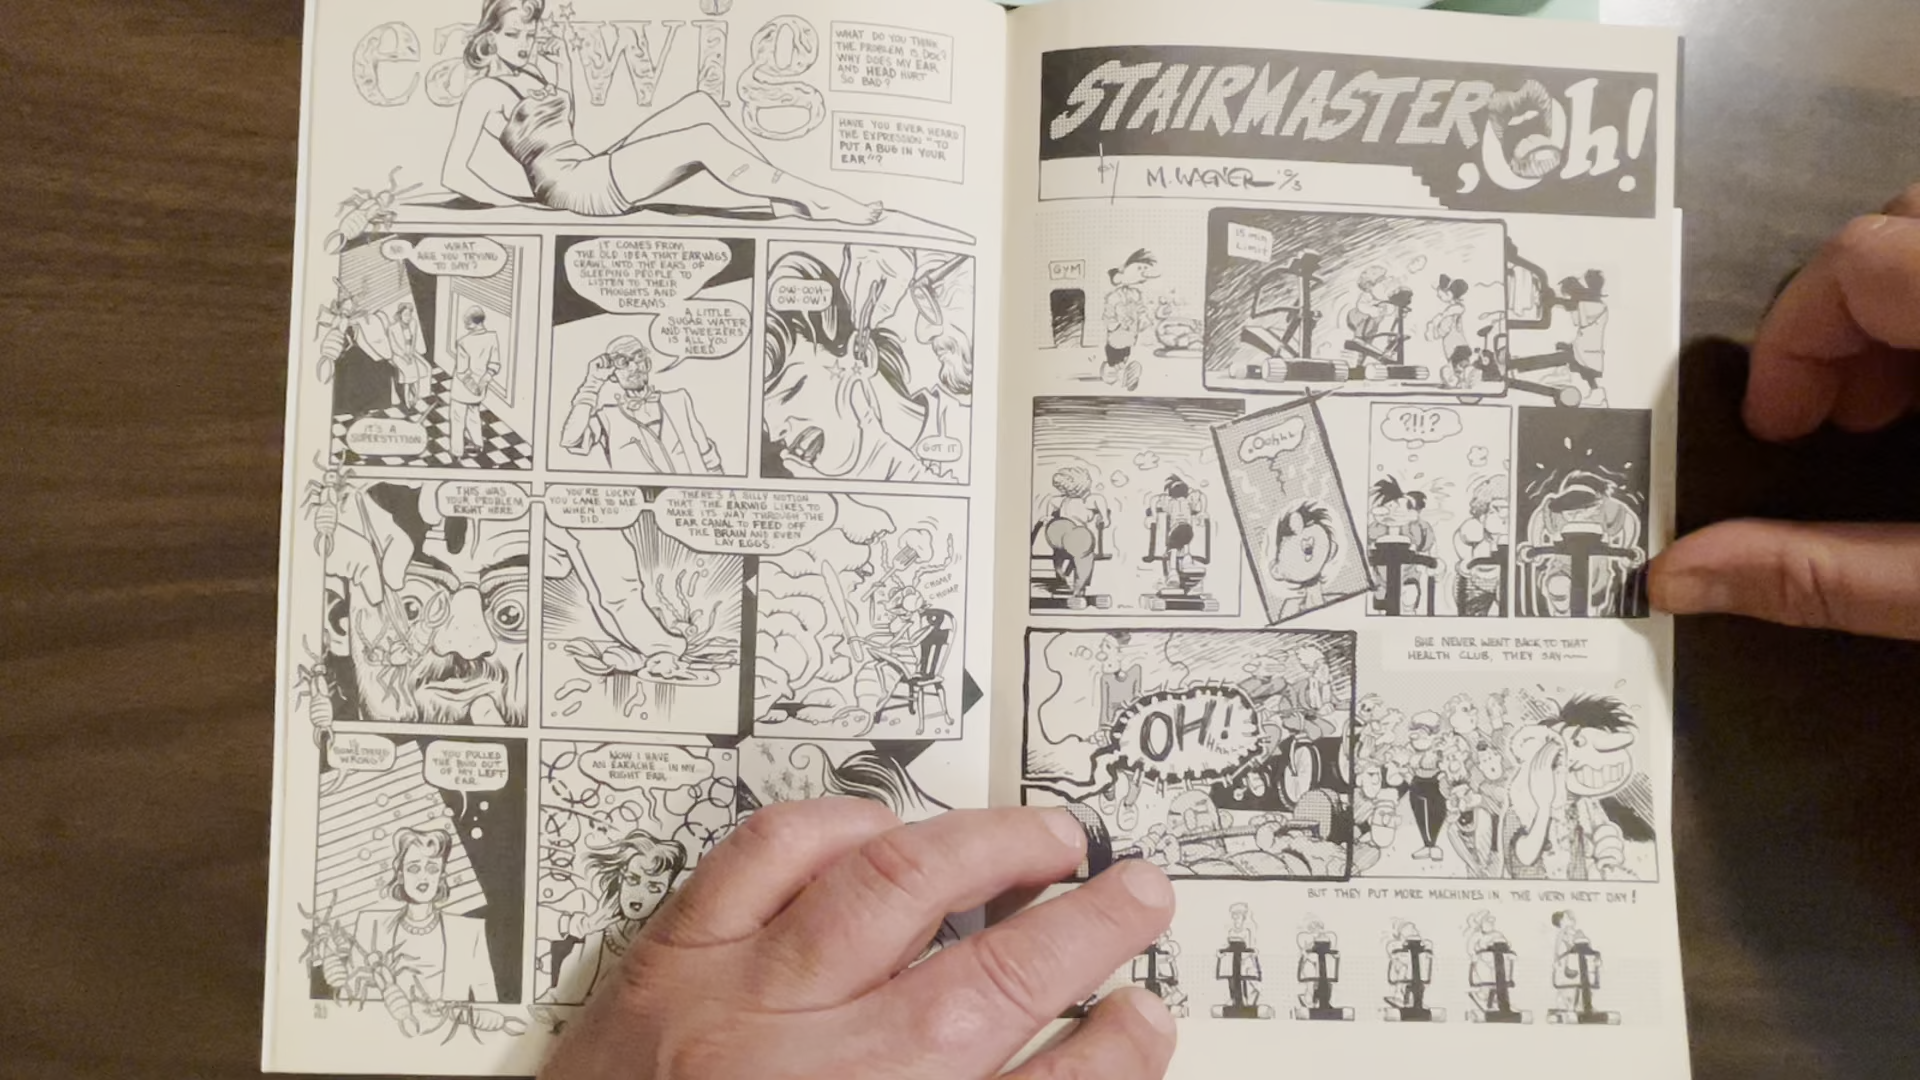 earwig
WHAT DO YOU THINK
THE PROBLEM IS, DOC?
WHY DOES MY EAR
AND HEAD HURT
SO BAD?
HAVE YOU EVER HEARD
THE EXPRESSION "TO
PUT A BUG IN YOUR
EAR"?
NO
WHAT
ARE YOU TRYING
TO SAY?
IT'S A
SUPERSTITION.
IT COMES FROM
THE OLD IDEA THAT EARWIGS
CRAWL INTO THE EARS OF
SLEEPING PEOPLE TO
LISTEN TO THEIR
THOUGHTS AND
DREAMS.
A LITTLE
SUGAR WATER
AND TWEEZERS
IS ALL YOU
NEED.
OW-OOH-
OW-OW!
GOT IT
THIS WAS
YOUR PROBLEM
RIGHT HERE
YOU'RE LUCKY
YOU CAME TO ME
WHEN YOU
DID.
THERE'S A SILLY NOTION
THAT THE EARWIG LIKES TO
MAKE ITS WAY THROUGH THE
EAR CANAL TO FEED OFF
THE BRAIN AND EVEN
LAY EGGS.
CHOMP
CHOMP
IS
SOMETHING
WRONG?
YOU PULLED
THE BUG OUT
OF MY LEFT
EAR.
NOW I HAVE
AN EARACHE... IN MY
RIGHT EAR.
STAIRMASTER, Oh!
by M. WAGNER
GYM
15 min
Limit
Oohhh
?!!?
OH!
SHE NEVER WENT BACK TO THAT
HEALTH CLUB, THEY SAY—
BUT THEY PUT MORE MACHINES IN, THE VERY NEXT DAY!